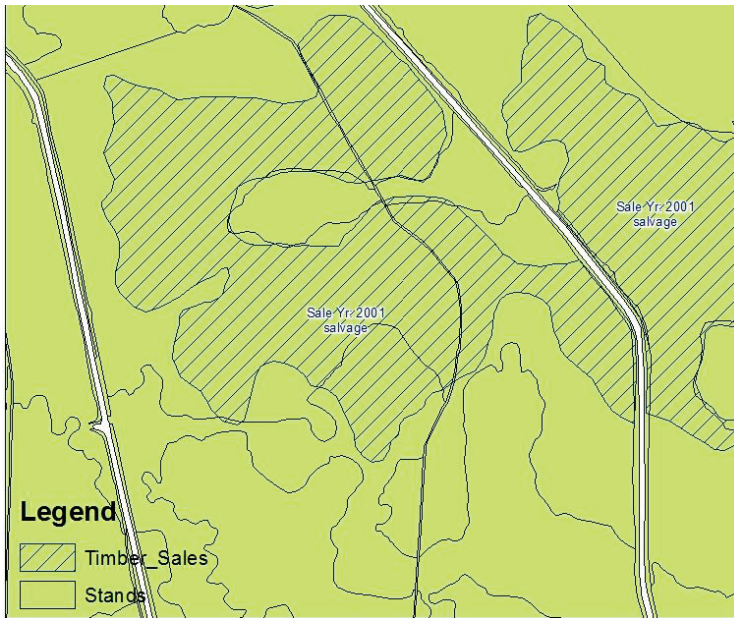 Sale Yr: 2001
salvage
Sale Yr: 2001
salvage
Legend
Timber_Sales
Stands